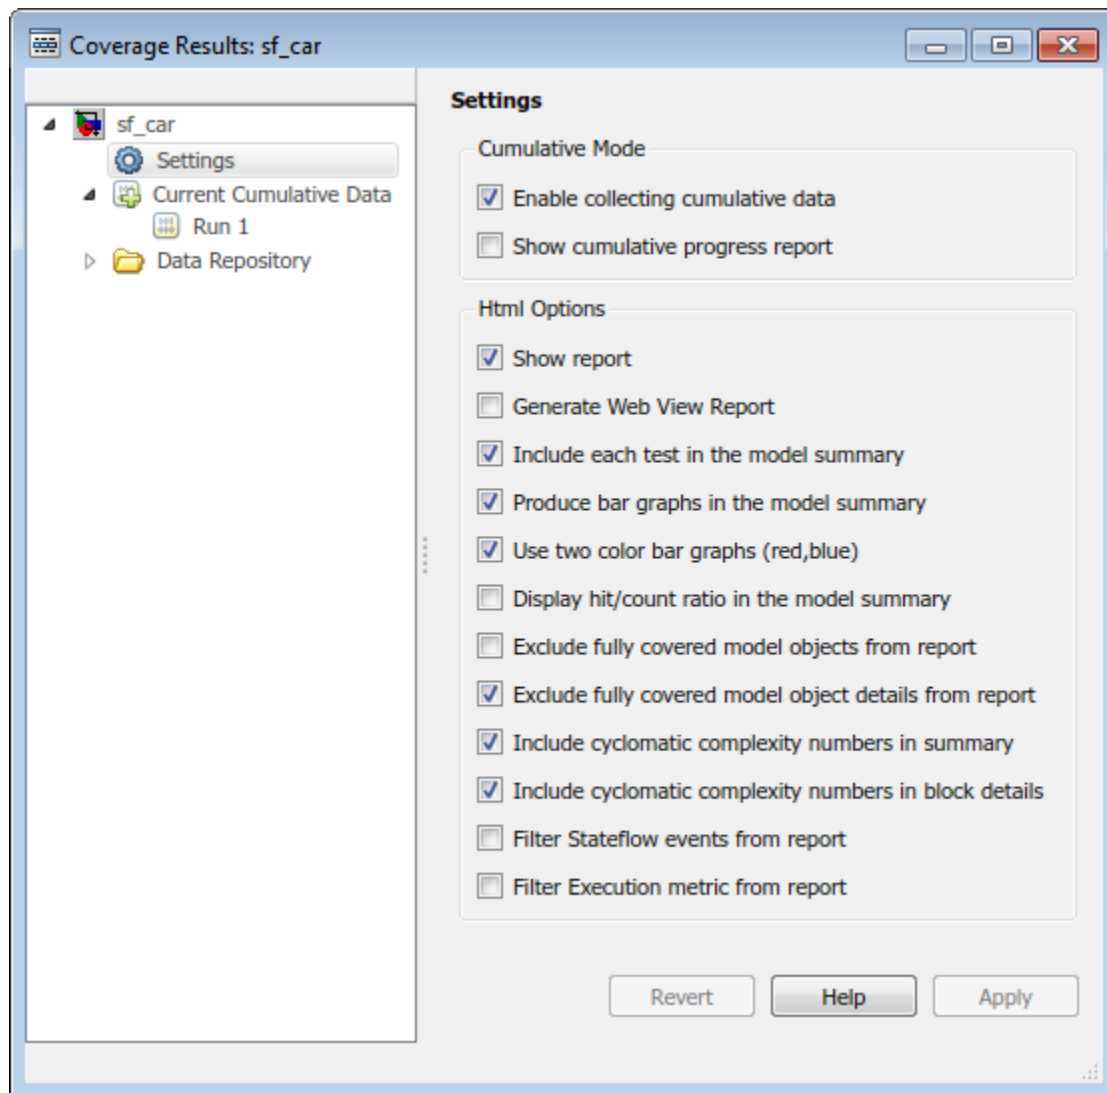 Coverage Results: sf_car
sf_car
Settings
Current Cumulative Data
Run 1
Data Repository
Settings
Cumulative Mode
Enable collecting cumulative data
Show cumulative progress report
Html Options
Show report
Generate Web View Report
Include each test in the model summary
Produce bar graphs in the model summary
Use two color bar graphs (red,blue)
Display hit/count ratio in the model summary
Exclude fully covered model objects from report
Exclude fully covered model object details from report
Include cyclomatic complexity numbers in summary
Include cyclomatic complexity numbers in block details
Filter Stateflow events from report
Filter Execution metric from report
Revert Help Apply